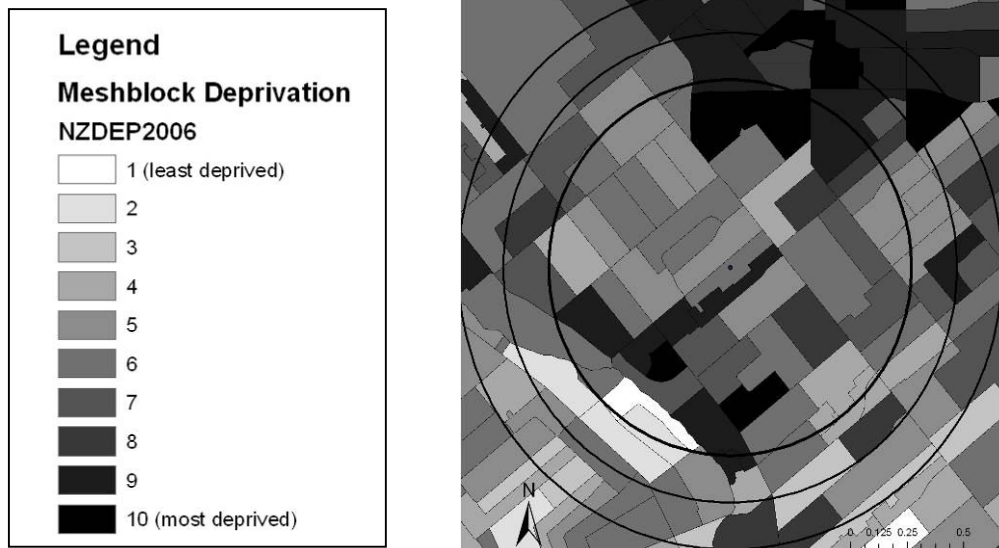 Legend
Meshblock Deprivation
NZDEP2006
1 (least deprived)
2
3
4
5
6
7
8
9
10 (most deprived)
N
0 0.125 0.25 0.5